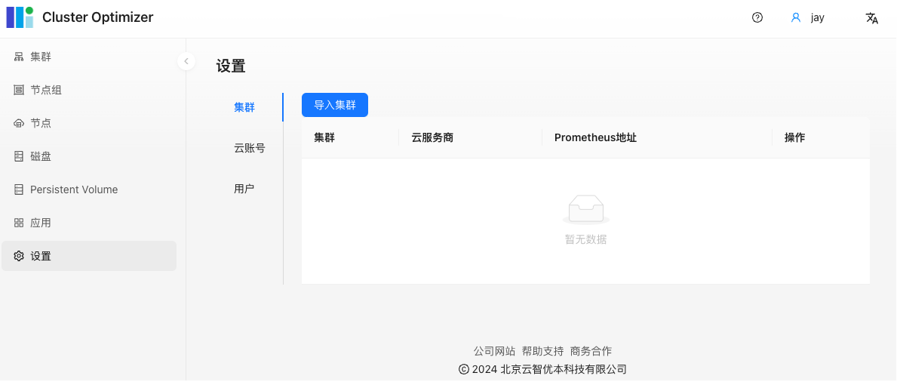 Cluster Optimizer
jay
集群
节点组
节点
磁盘
Persistent Volume
应用
设置
设置
集群
云账号
用户
导入集群
集群 云服务商 Prometheus地址 操作
暂无数据
公司网站 帮助支持 商务合作
© 2024 北京云智优本科技有限公司